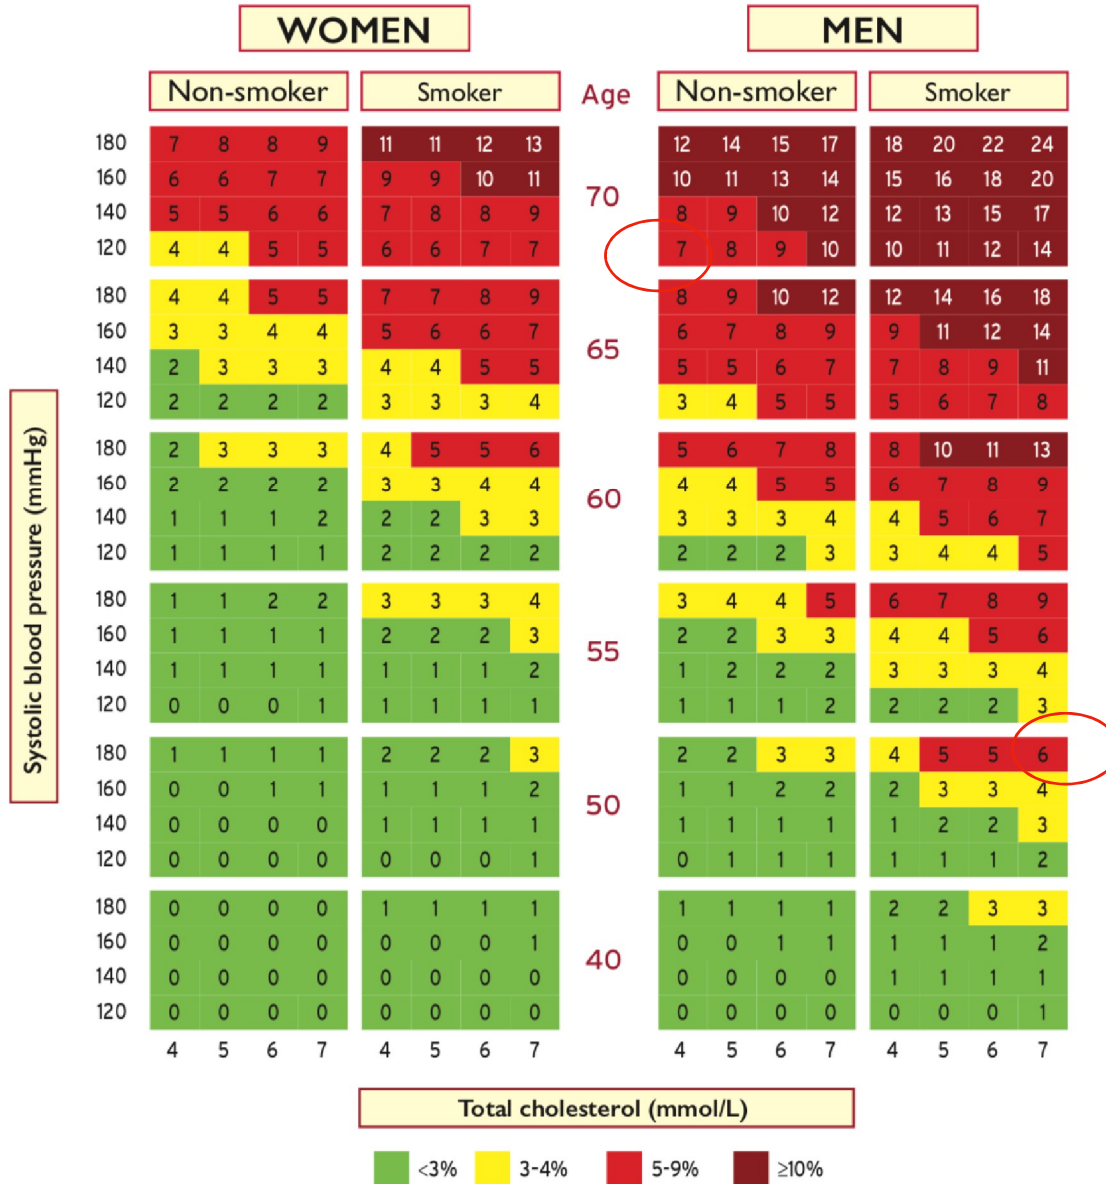 WOMEN MEN
Non-smoker Smoker Age Non-smoker Smoker
180 7 8 8 9 11 11 12 13 12 14 15 17 18 20 22 24
160 6 6 7 7 9 9 10 11 10 11 13 14 15 16 18 20
70
140 5 5 6 6 7 8 8 9 8 9 10 12 12 13 15 17
120 4 4 5 5 6 6 7 7 7 8 9 10 10 11 12 14
180 4 4 5 5 7 7 8 9 8 9 10 12 12 14 16 18
160 3 3 4 4 5 6 6 7 6 7 8 9 9 11 12 14
65
140 2 3 3 3 4 4 5 5 5 5 6 7 7 8 9 11
120 2 2 2 2 3 3 3 4 3 4 5 5 5 6 7 8
180 2 3 3 3 4 5 5 6 5 6 7 8 8 10 11 13
160 2 2 2 2 3 3 4 4 4 4 5 5 6 7 8 9
60
140 1 1 1 2 2 2 3 3 3 3 3 4 4 5 6 7
120 1 1 1 1 2 2 2 2 2 2 2 3 3 4 4 5
180 1 1 2 2 3 3 3 4 3 4 4 5 6 7 8 9
160 1 1 1 1 2 2 2 3 2 2 3 3 4 4 5 6
55
140 1 1 1 1 1 1 1 2 1 2 2 2 3 3 3 4
120 0 0 0 1 1 1 1 1 1 1 1 2 2 2 2 3
180 1 1 1 1 2 2 2 3 2 2 3 3 4 5 5 6
160 0 0 1 1 1 1 1 2 1 1 2 2 2 3 3 4
50
140 0 0 0 0 1 1 1 1 1 1 1 1 1 2 2 3
120 0 0 0 0 0 0 0 1 0 1 1 1 1 1 1 2
180 0 0 0 0 1 1 1 1 1 1 1 1 2 2 3 3
160 0 0 0 0 0 0 0 1 0 0 1 1 1 1 1 2
40
140 0 0 0 0 0 0 0 0 0 0 0 0 1 1 1 1
120 0 0 0 0 0 0 0 0 0 0 0 0 0 0 0 1
4 5 6 7 4 5 6 7 4 5 6 7 4 5 6 7
Systolic blood pressure (mmHg)
Total cholesterol (mmol/L)
<3% 3-4% 5-9% ≥10%